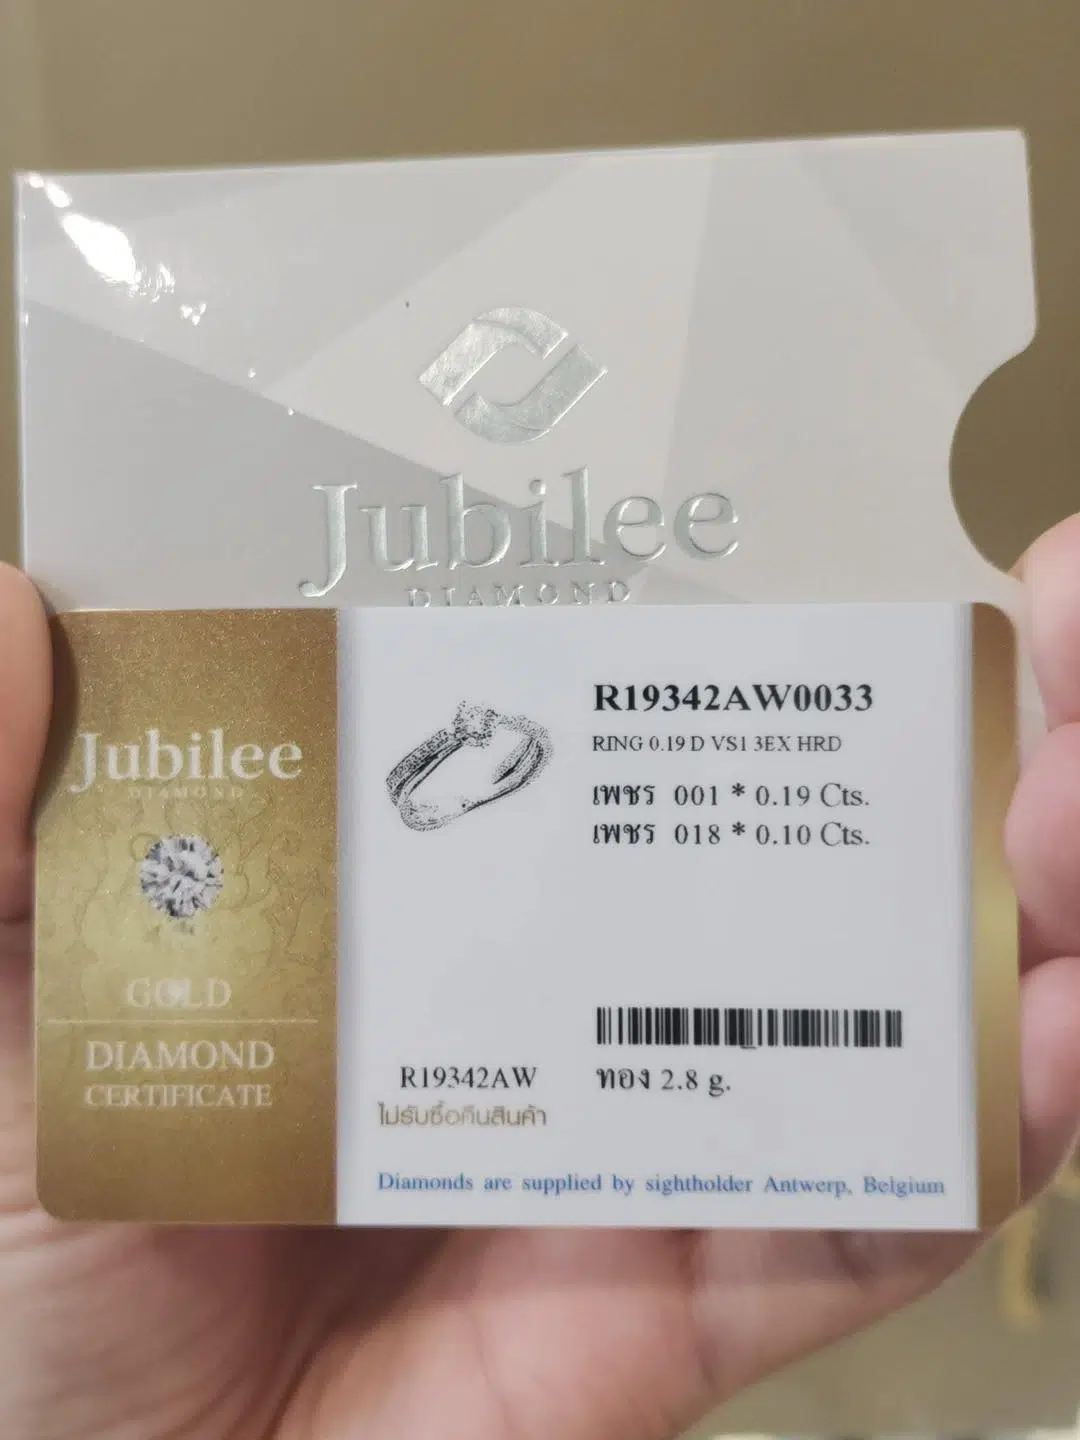 Jubilee
DIAMOND
Jubilee
DIAMOND
GOLD
DIAMOND
CERTIFICATE
R19342AW0033
RING 0.19 D VS1 3EX HRD
เพชร 001 * 0.19 Cts.
เพชร 018 * 0.10 Cts.
ทอง 2.8 g.
R19342AW
ไม่รับซื้อคืนสินค้า
Diamonds are supplied by sightholder Antwerp, Belgium